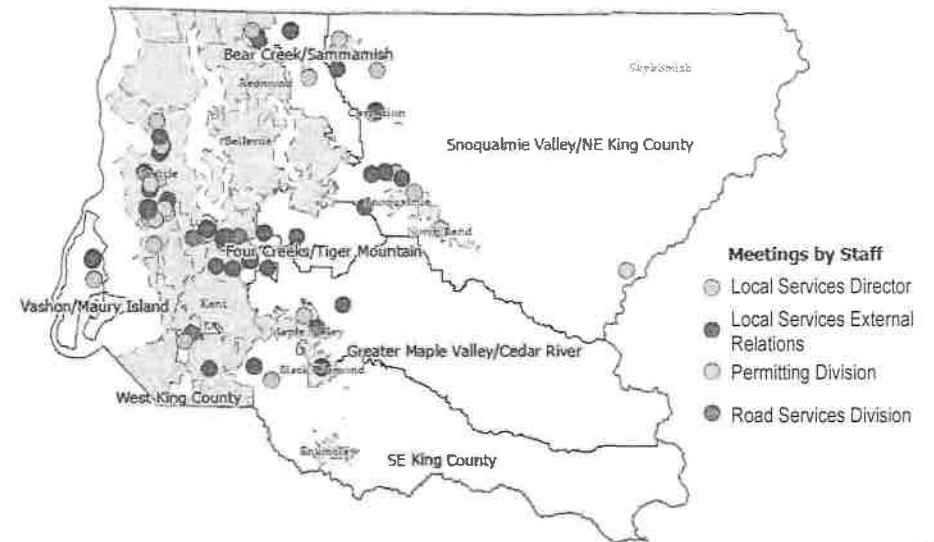 Bear Creek/Sammamish
Redmond
Skykomish
Carnation
Bellevue
Snoqualmie Valley/NE King County
Snoqualmie
North Bend
Four Creeks/Tiger Mountain
Vashon/Maury Island
Kent
Maple Valley
Greater Maple Valley/Cedar River
Black Diamond
West King County
Enumclaw
SE King County
Meetings by Staff
Local Services Director
Local Services External
Relations
Permitting Division
Road Services Division